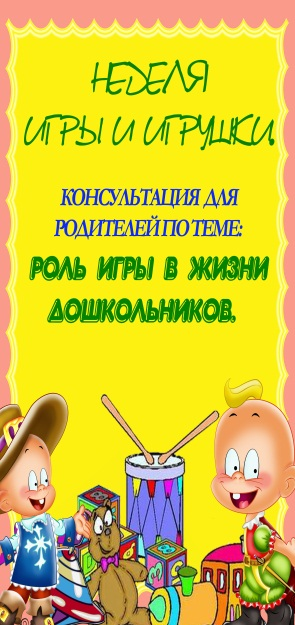 НЕДЕЛЯ
ИГРЫ И ИГРУШКИ.
КОНСУЛЬТАЦИЯ ДЛЯ
РОДИТЕЛЕЙ ПО ТЕМЕ:
РОЛЬ ИГРЫ В ЖИЗНИ
ДОШКОЛЬНИКОВ.